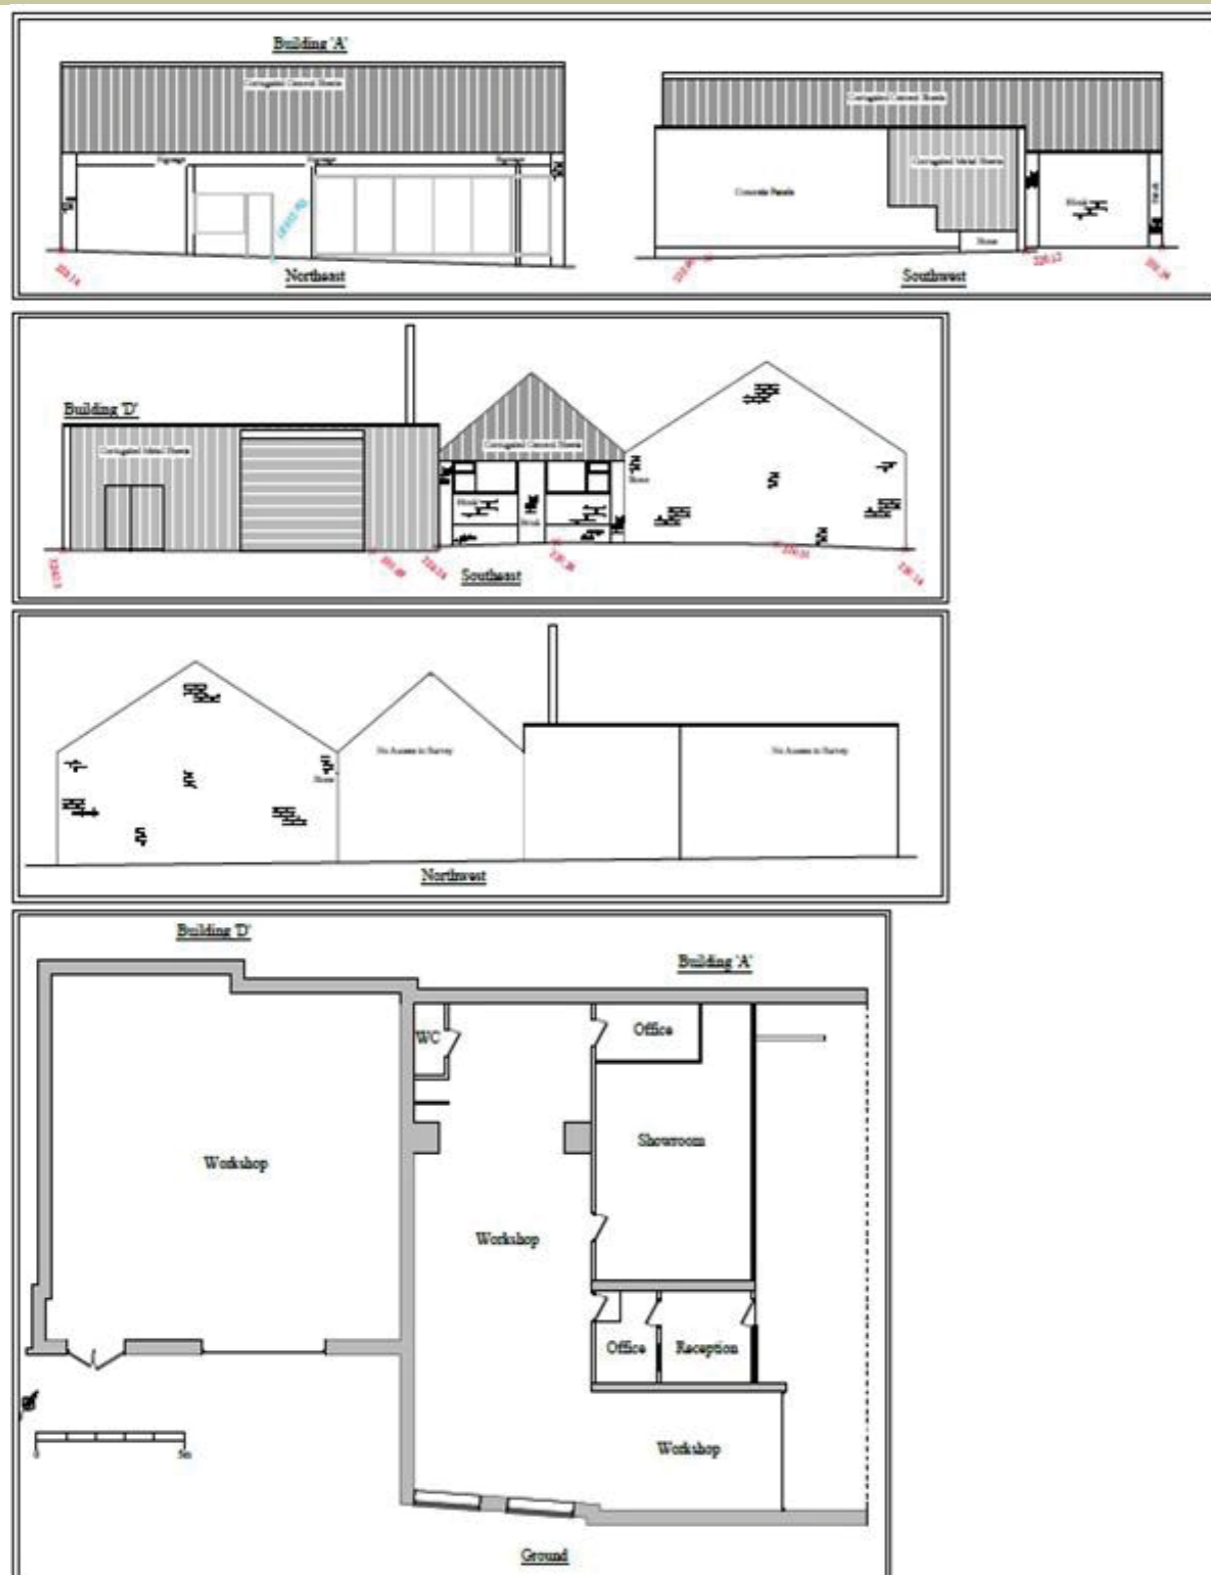 Building 'A'
Corrugated Cement Sheets
Signage
Signage
Signage
Northeast
Corrugated Cement Sheets
Corrugated Metal Sheets
Concrete Panels
Block
Stone
Southwest
Building 'D'
Corrugated Metal Sheets
Corrugated Cement Sheets
Stone
Block
Brick
Southeast
No Access to Survey
No Access to Survey
Stone
Northwest
Building 'D'
Building 'A'
WC
Office
Workshop
Showroom
Workshop
Office
Reception
Workshop
0
5m
Ground